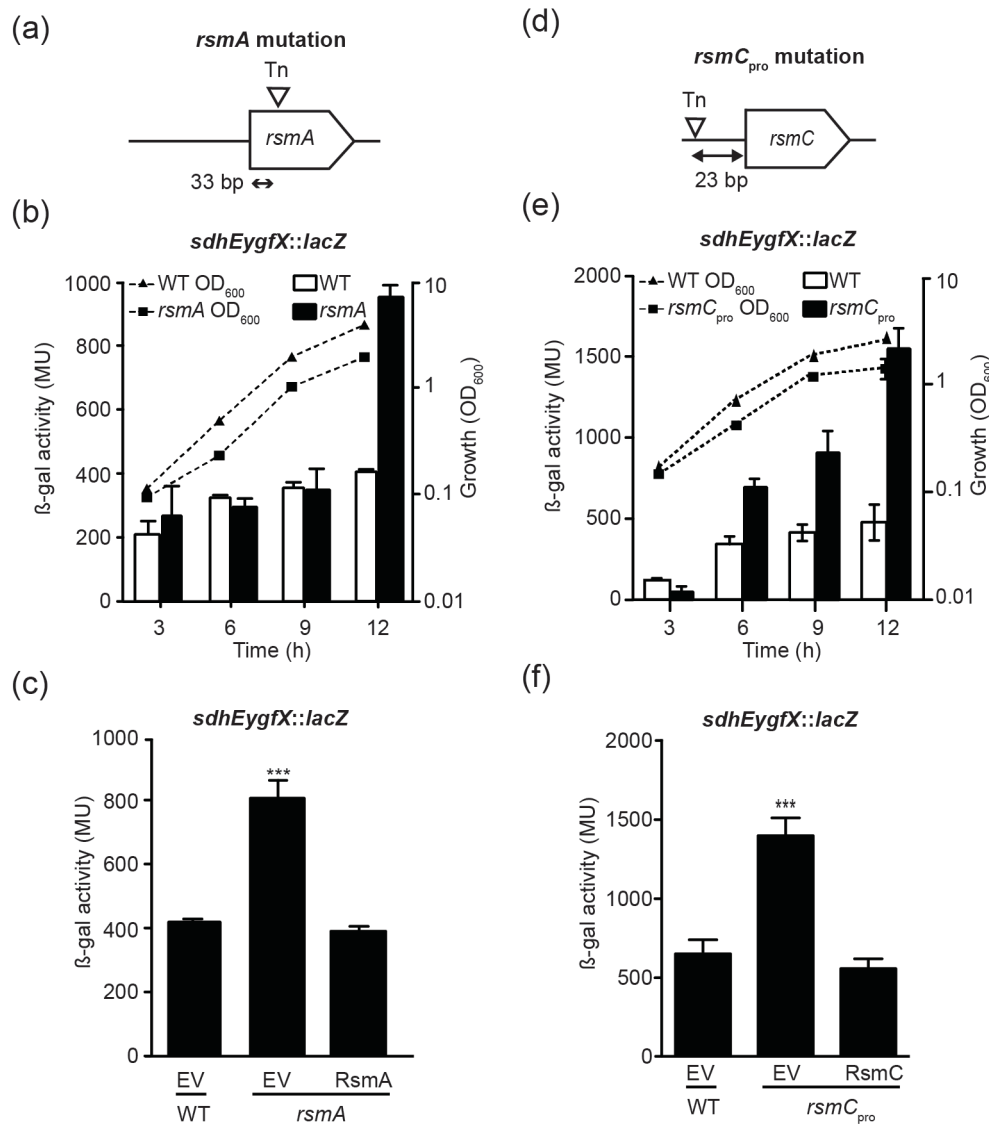 (a)
rsmA mutation
Tn
rsmA
33 bp
(b)
sdhEygfX::lacZ
WT OD600 WT
rsmA OD600 rsmA
ß-gal activity (MU)
1000
800
600
400
200
0
Growth (OD600)
10
1
0.1
0.01
3 6 9 12
Time (h)
(c)
sdhEygfX::lacZ
ß-gal activity (MU)
1000
800
600
400
200
0
***
EV EV RsmA
WT rsmA
(d)
rsmCpro mutation
Tn
rsmC
23 bp
(e)
sdhEygfX::lacZ
WT OD600 WT
rsmCpro OD600 rsmCpro
ß-gal activity (MU)
2000
1500
1000
500
0
Growth (OD600)
10
1
0.1
0.01
3 6 9 12
Time (h)
(f)
sdhEygfX::lacZ
ß-gal activity (MU)
2000
1500
1000
500
0
***
EV EV RsmC
WT rsmCpro